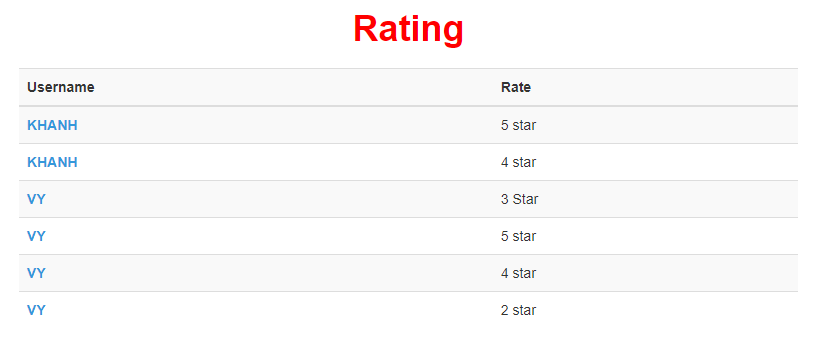 Rating
Username Rate
KHANH 5 star
KHANH 4 star
VY 3 Star
VY 5 star
VY 4 star
VY 2 star